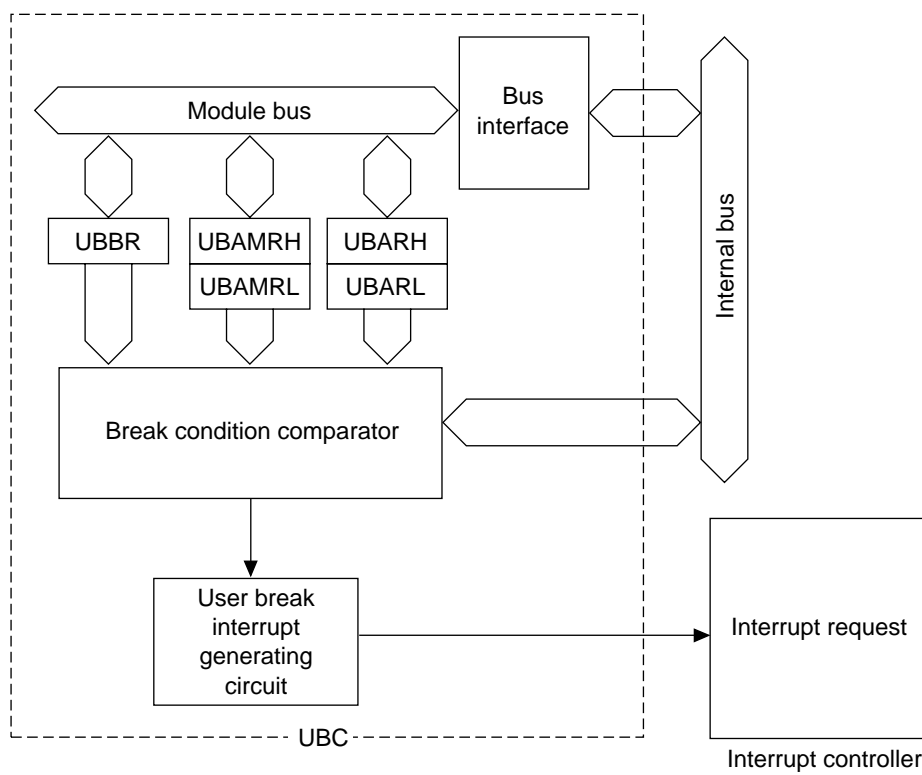 Module bus
Bus
interface
UBBR
UBAMRH
UBARH
UBAMRL
UBARL
Internal bus
Break condition comparator
User break
interrupt
generating
circuit
Interrupt request
UBC
Interrupt controller